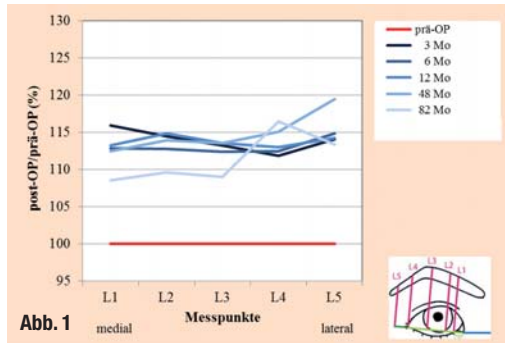 130
125
120
115
110
105
100
95
post-OP/prä-OP (%)
L1 L2 L3 L4 L5
medial Messpunkte lateral
Abb. 1
prä-OP
3 Mo
6 Mo
12 Mo
48 Mo
82 Mo
L5 L4 L3 L2 L1